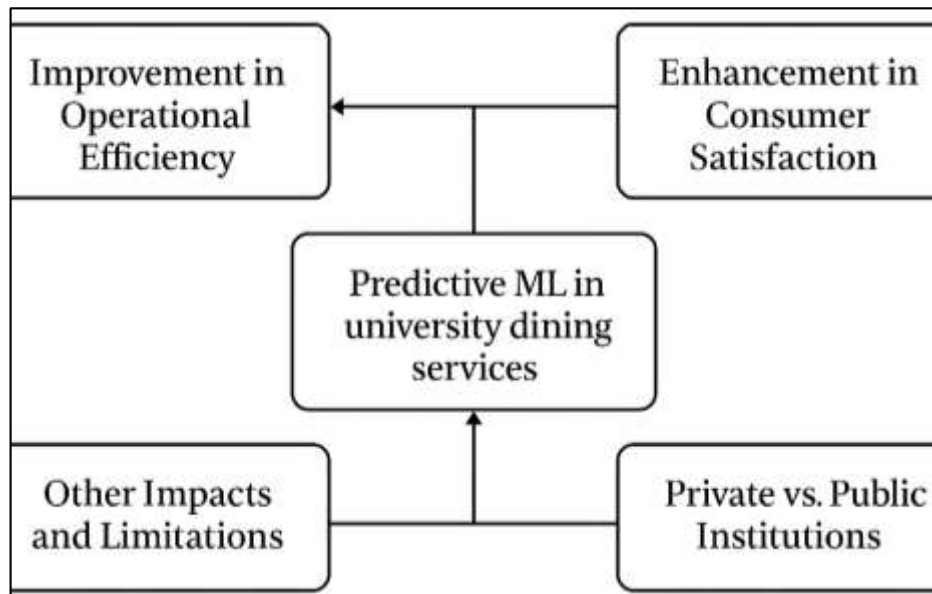 Improvement in
Operational
Efficiency
Enhancement in
Consumer
Satisfaction
Predictive ML in
university dining
services
Other Impacts
and Limitations
Private vs. Public
Institutions